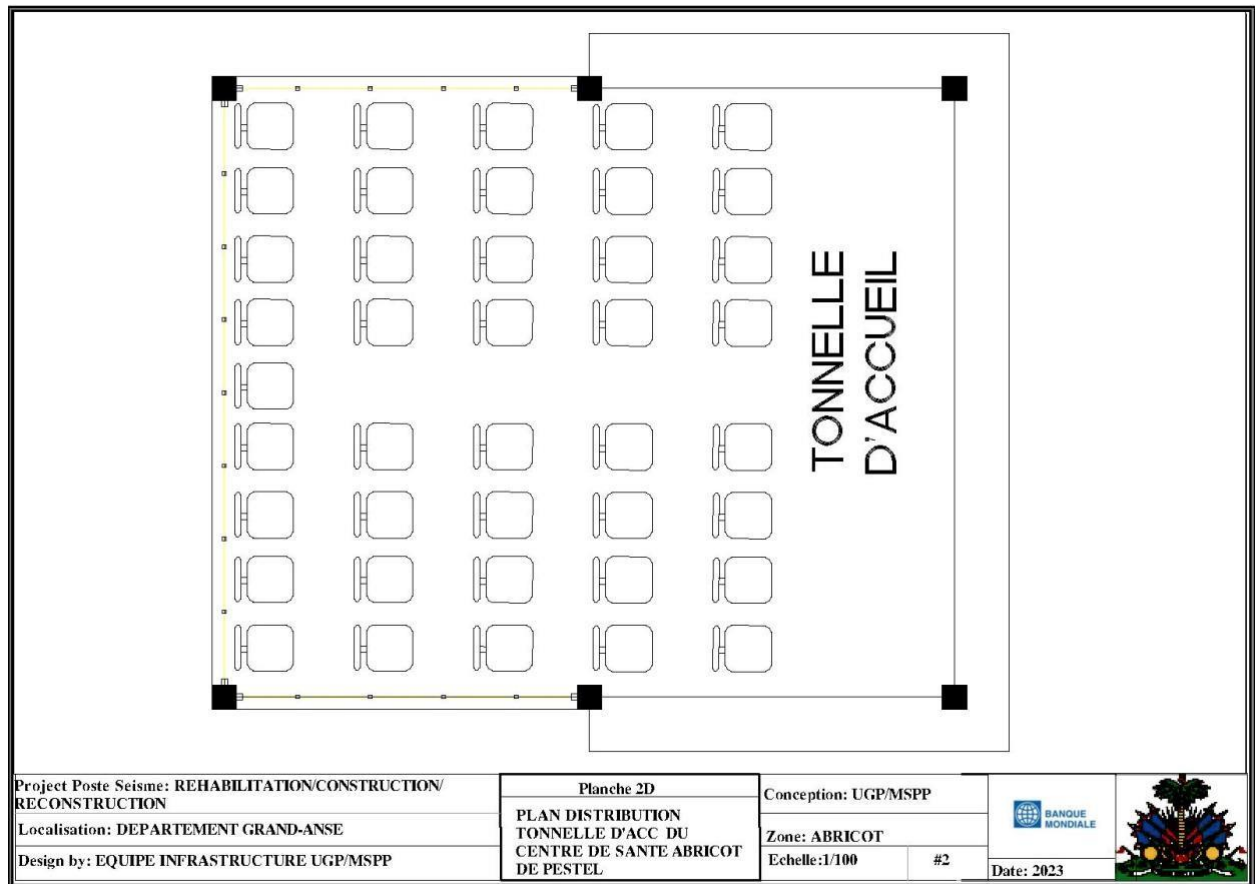 TONNELLE
D'ACCUEIL
Project Poste Seisme: REHABILITATION/CONSTRUCTION/
RECONSTRUCTION
Localisation: DEPARTEMENT GRAND-ANSE
Design by: EQUIPE INFRASTRUCTURE UGP/MSPP
Planche 2D
PLAN DISTRIBUTION
TONNELLE D'ACC DU
CENTRE DE SANTE ABRICOT
DE PESTEL
Conception: UGP/MSPP
Zone: ABRICOT
Echelle:1/100
#2
BANQUE
MONDIALE
Date: 2023